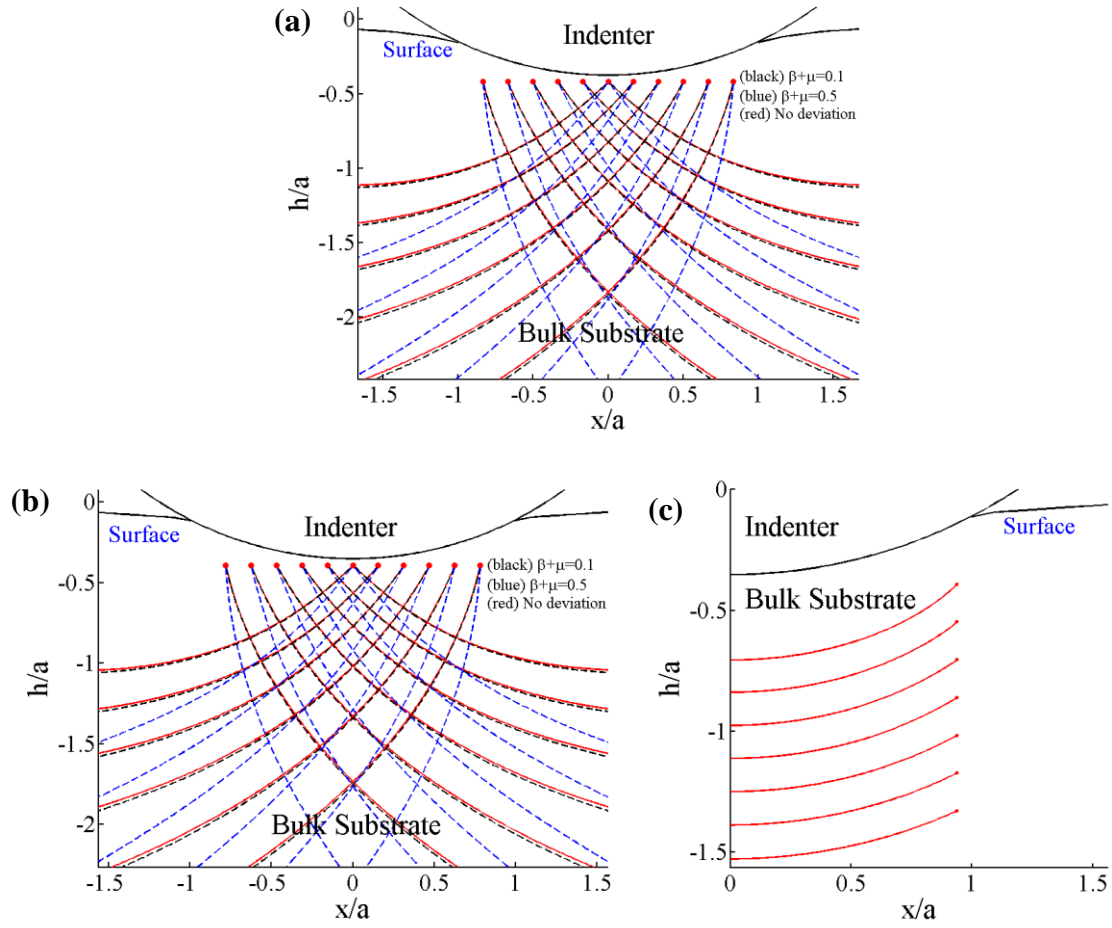 (a)
0
-0.5
-1
-1.5
-2
h/a
Indenter
Surface
(black) β+μ=0.1
(blue) β+μ=0.5
(red) No deviation
Bulk Substrate
-1.5 -1 -0.5 0 0.5 1 1.5
x/a
(b)
0
-0.5
-1
-1.5
-2
h/a
Indenter
Surface
(black) β+μ=0.1
(blue) β+μ=0.5
(red) No deviation
Bulk Substrate
-1.5 -1 -0.5 0 0.5 1 1.5
x/a
(c)
0
-0.5
-1
-1.5
h/a
Indenter
Surface
Bulk Substrate
0 0.5 1 1.5
x/a